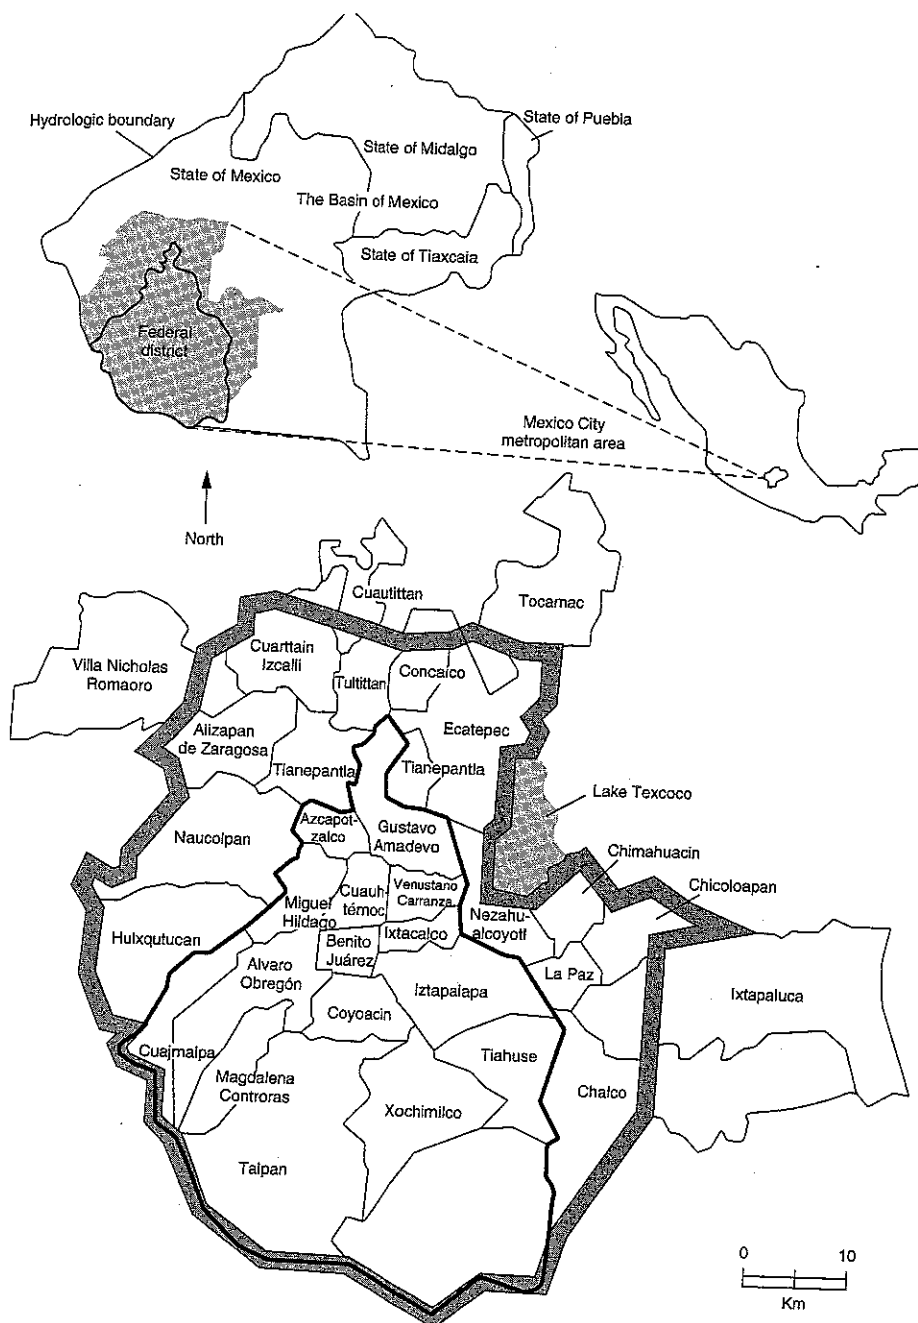 State of Puebla
Hydrologic boundary
State of Midalgo
State of Mexico
The Basin of Mexico
State of Tiaxcaia
Federal
district
Mexico City
metropolitan area
North
Cuautittan
Tocamac
Villa Nicholas
Romaoro
Cuarttain
Izcalli
Tultittan
Concalco
Ecatepec
Alizapan
de Zaragosa
Tianepantla
Tianepantla
Lake Texcoco
Azcapot-
zalco
Gustavo
Amadevo
Naucolpan
Chimahuacin
Chicoloapan
Miguel
Hildago
Cuauh-
témoc
Venustano
Carranza
Nezahu-
alcoyotl
Hulxqutucan
Benito
Juárez
Ixtacalco
La Paz
Ixtapaluca
Alvaro
Obregón
Iztapaiapa
Coyoacin
Cuajmalpa
Magdalena
Controras
Tiahuse
Chalco
Xochimilco
Talpan
0 10
Km